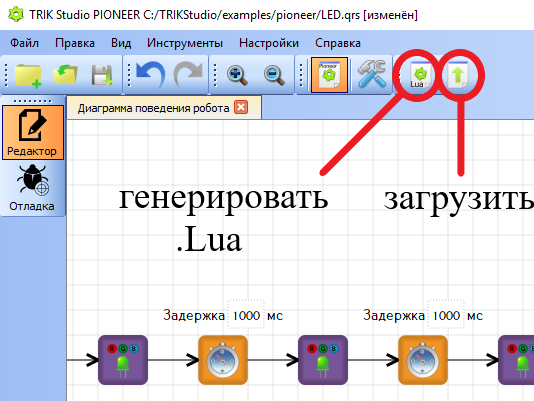 TRIK Studio PIONEER C:/TRIKStudio/examples/pioneer/LED.qrs [изменён]
Файл Правка Вид Инструменты Настройки Справка
Pioneer Lua
Диаграмма поведения робота
Редактор
Отладка
генерировать загрузить
.Lua
Задержка 1000 мс Задержка 1000 мс
R G B R G B R G B